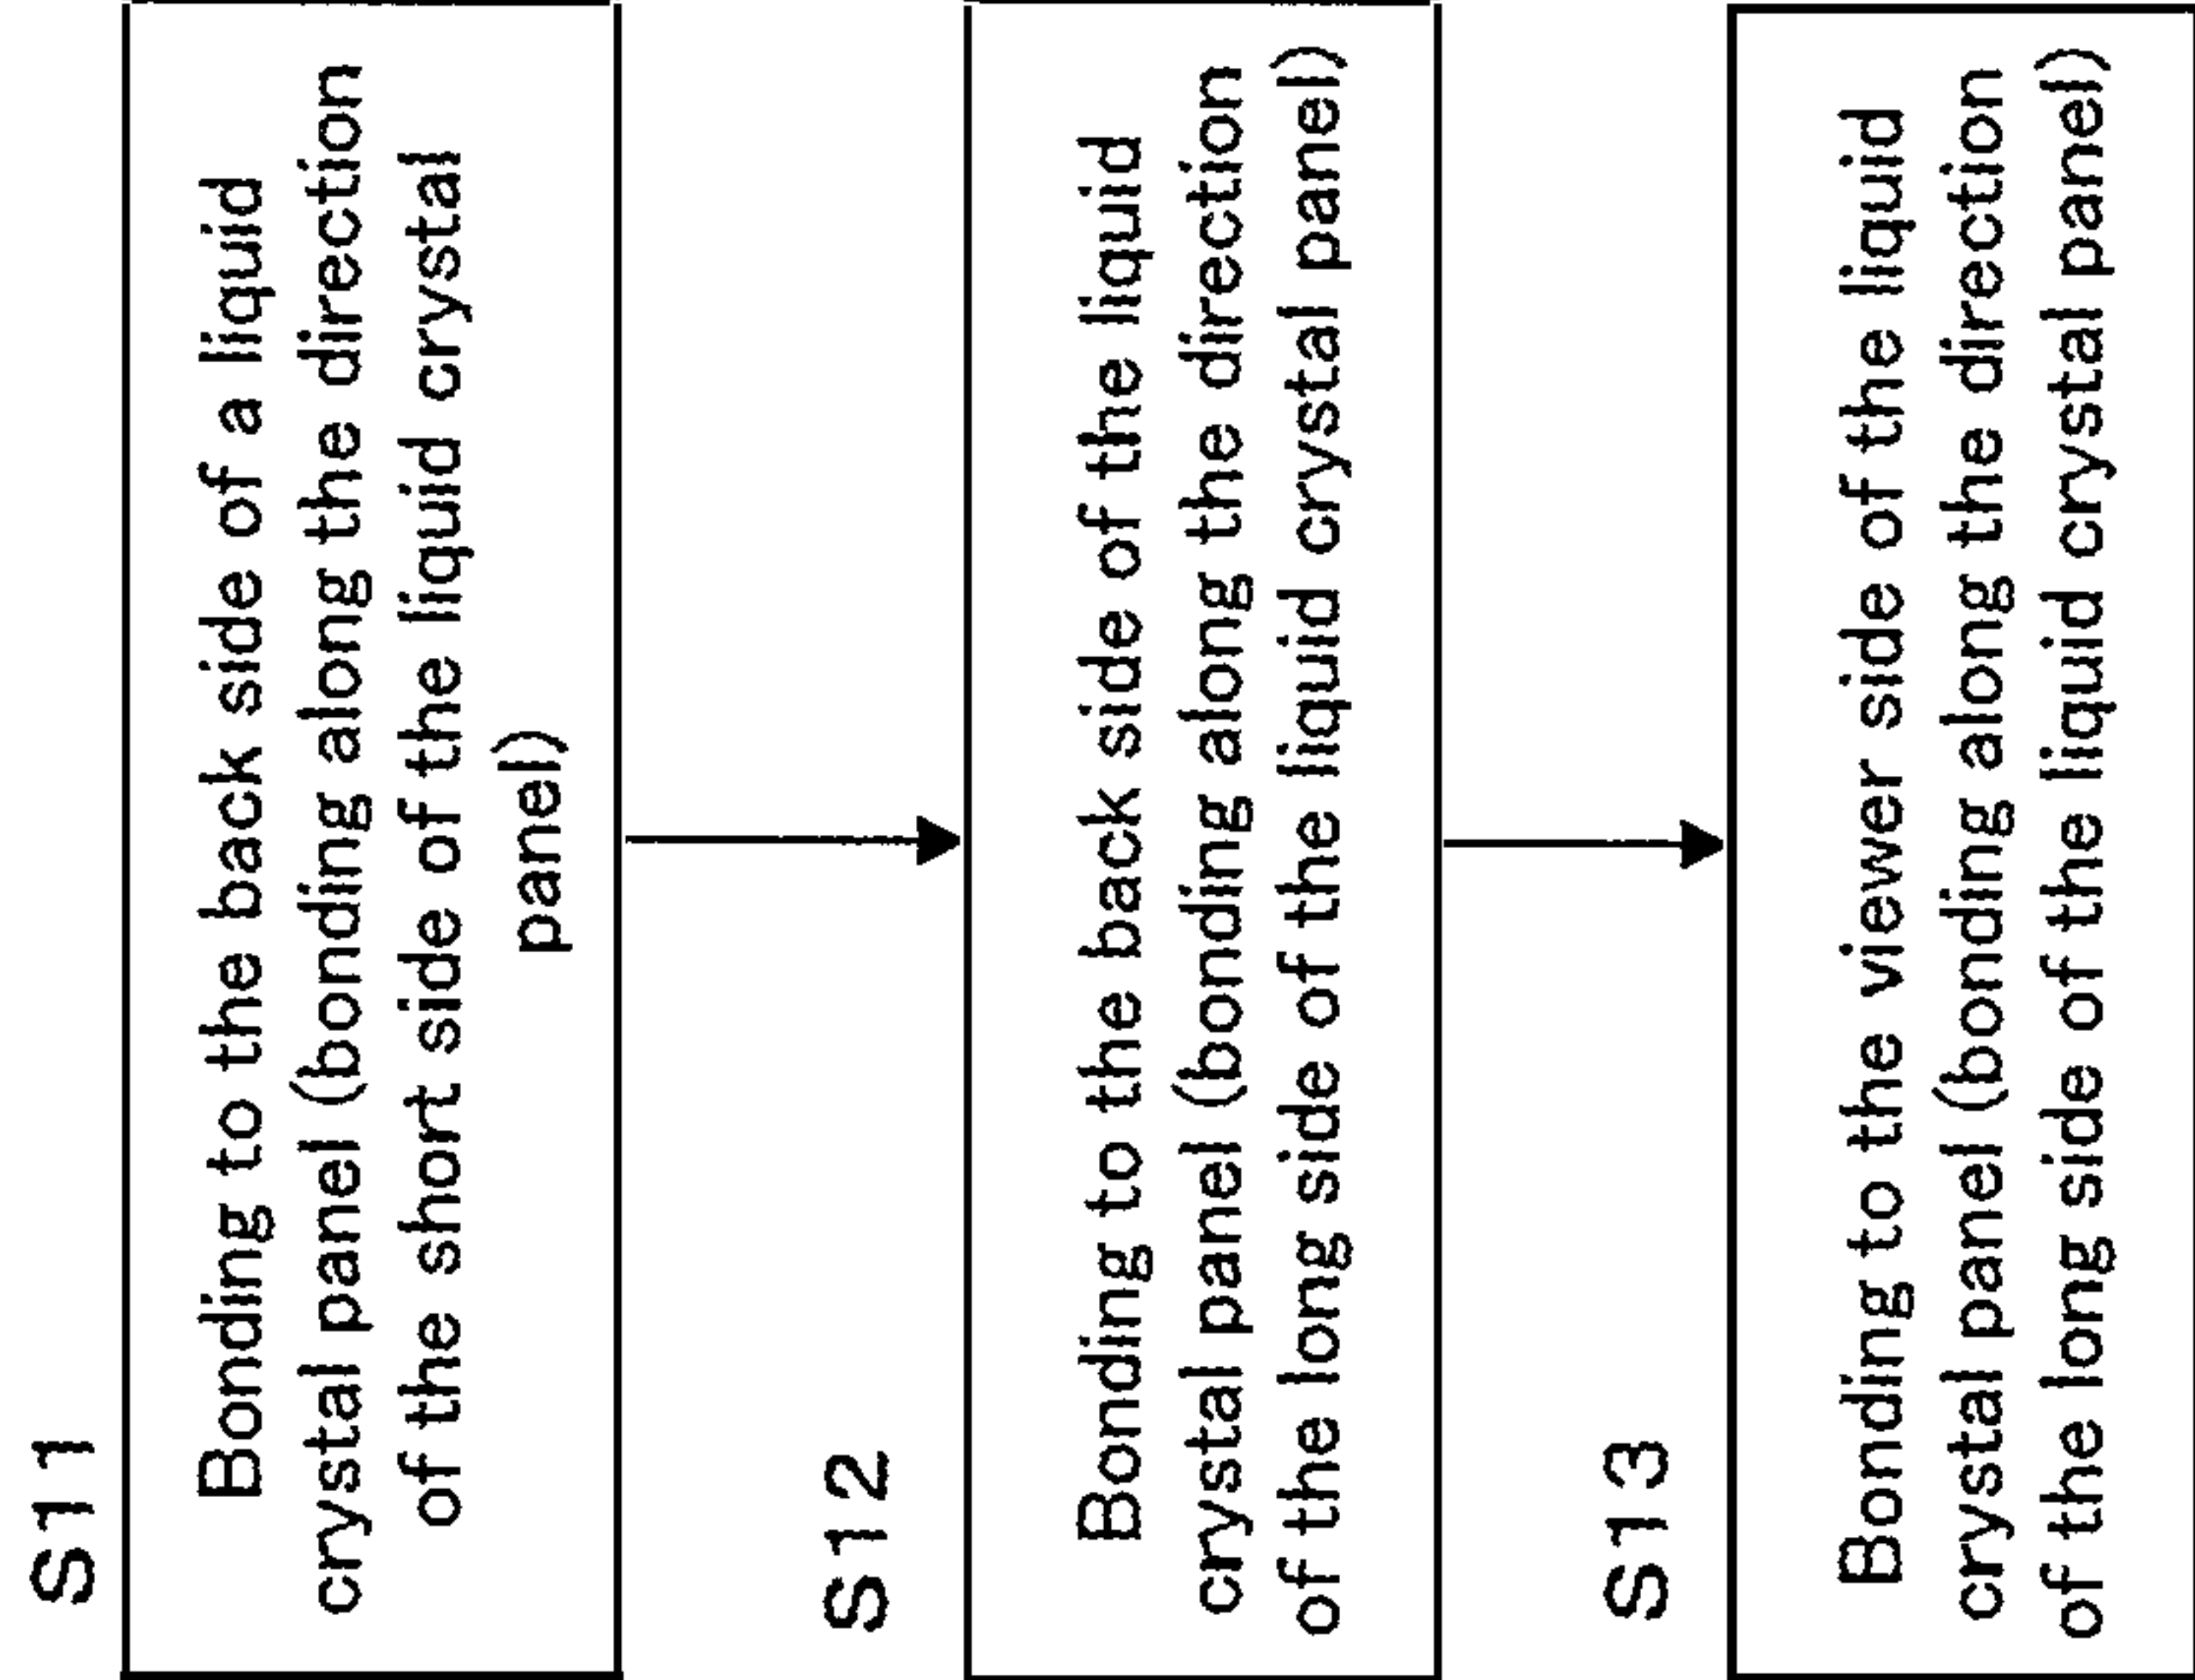 S11
Bonding to the back side of a liquid
crystal panel (bonding along the direction
of the short side of the liquid crystal
panel)
S12
Bonding to the back side of the liquid
crystal panel (bonding along the direction
of the long side of the liquid crystal panel)
S13
Bonding to the viewer side of the liquid
crystal panel (bonding along the direction
of the long side of the liquid crystal panel)